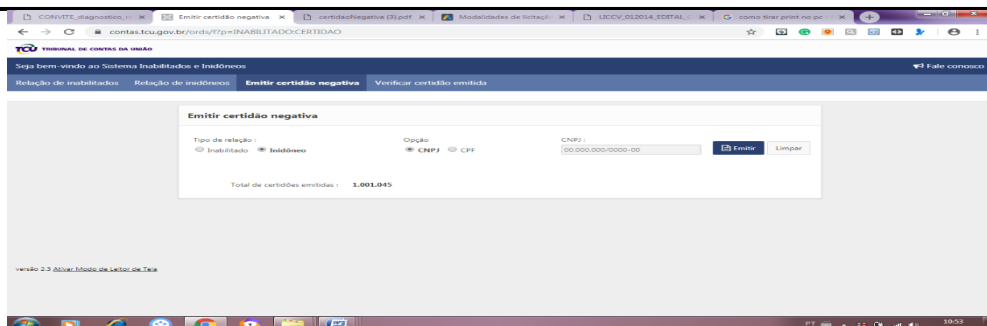 CONVITE_diagnostico_
Emitir certidão negativa
certidaoNegativa (3).pdf
Modalidades de licitaçã
LICCV_012014_EDITAL_
como tirar print no pc
contas.tcu.gov.br/ords/f?p=INABILITADO:CERTIDAO
TCU TRIBUNAL DE CONTAS DA UNIÃO
Seja bem-vindo ao Sistema Inabilitados e Inidôneos
Fale conosco
Relação de inabilitados Relação de inidôneos Emitir certidão negativa Verificar certidão emitida
Emitir certidão negativa
Tipo de relação : Opção CNPJ :
Inabilitado Inidôneo CNPJ CPF 00.000.000/0000-00 Emitir Limpar
Total de certidões emitidas : 1.001.045
versão 2.3 Ativar Modo de Leitor de Tela
PT 10:53